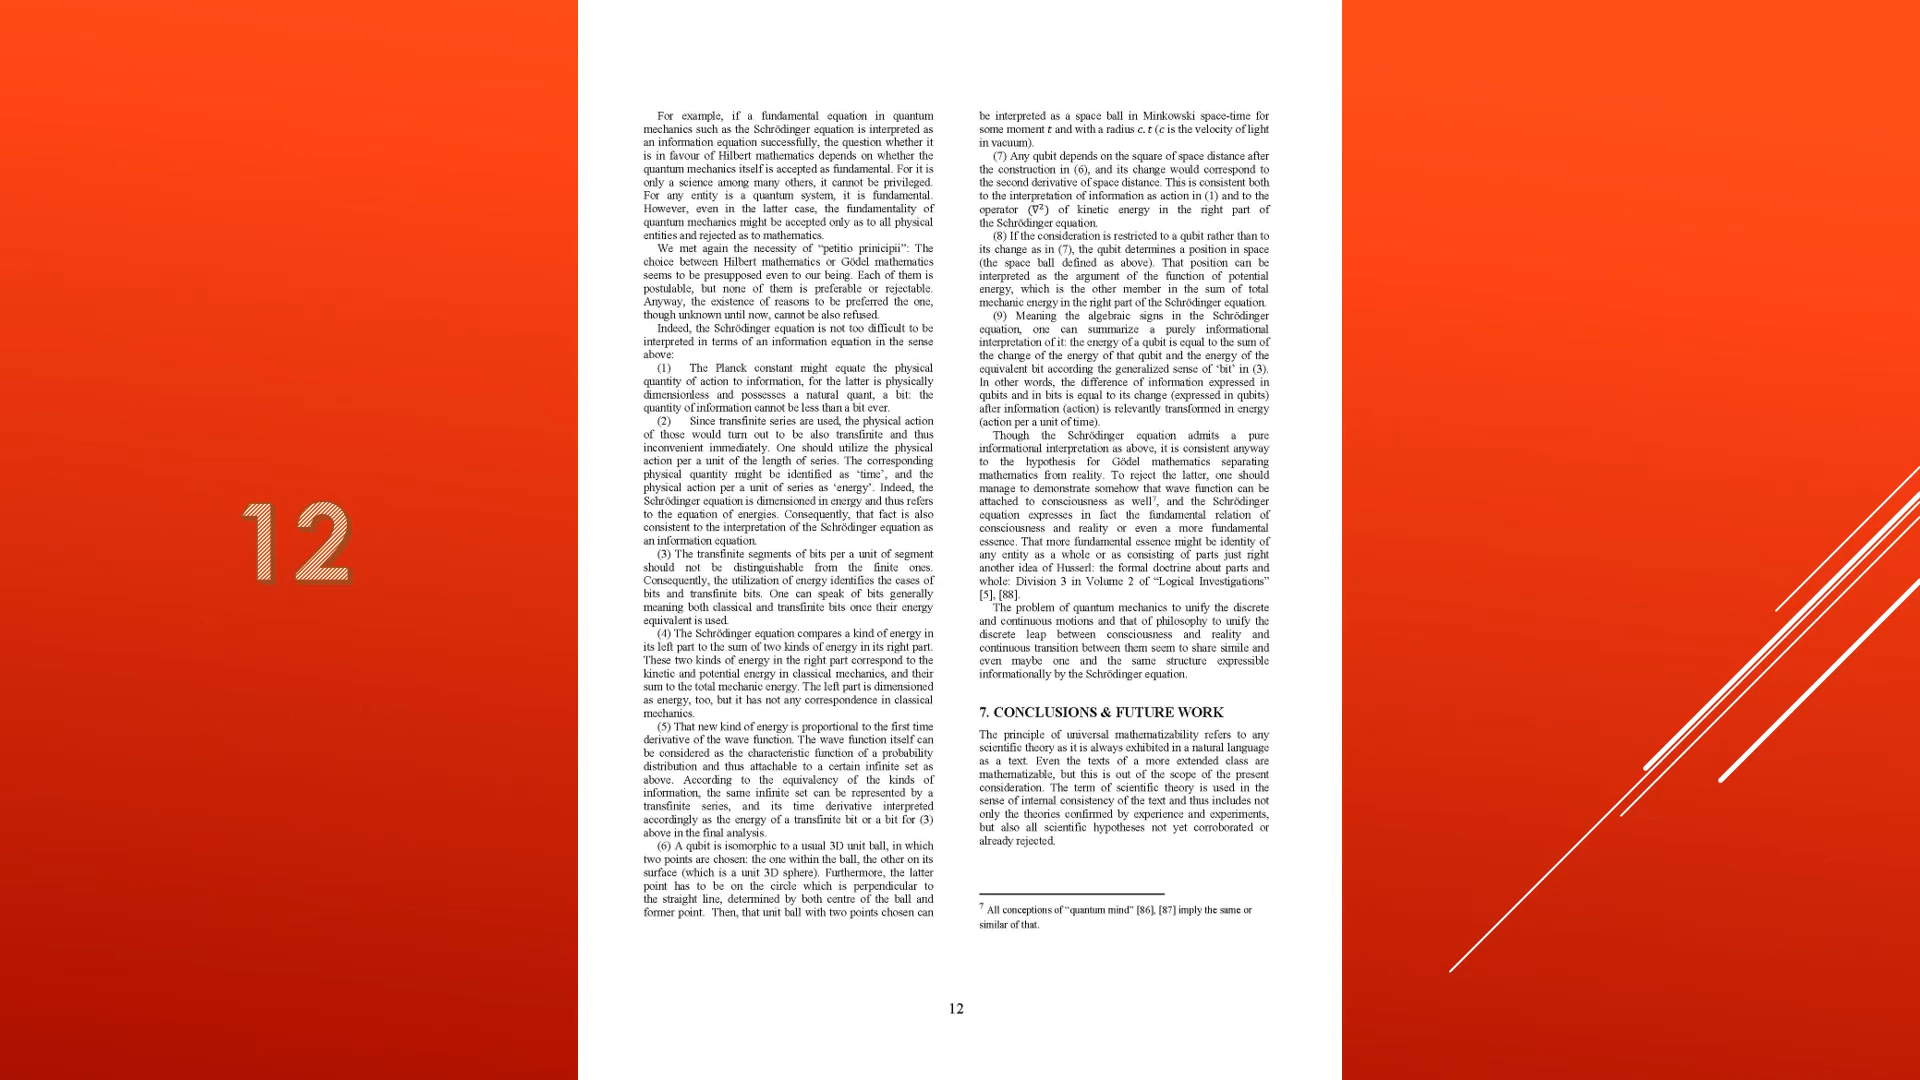 12
For example, if a fundamental equation in quantum
mechanics such as the Schrödinger equation is interpreted as
an information equation successfully, the question whether it
is in favour of Hilbert mathematics depends on whether the
quantum mechanics itself is accepted as fundamental. For it is
only a science among many others, it cannot be privileged.
For any entity is a quantum system, it is fundamental.
However, even in the latter case, the fundamentality of
quantum mechanics might be accepted only as to all physical
entities and rejected as to mathematics.
We met again the necessity of “petitio prinicipii”: The
choice between Hilbert mathematics or Gödel mathematics
seems to be presupposed even to our being. Each of them is
postulable, but none of them is preferable or rejectable.
Anyway, the existence of reasons to be preferred the one,
though unknown until now, cannot be also refused.
Indeed, the Schrödinger equation is not too difficult to be
interpreted in terms of an information equation in the sense
above:
(1) The Planck constant might equate the physical
quantity of action to information, for the latter is physically
dimensionless and possesses a natural quant, a bit: the
quantity of information cannot be less than a bit ever.
(2) Since transfinite series are used, the physical action
of those would turn out to be also transfinite and thus
inconvenient immediately. One should utilize the physical
action per a unit of the length of series. The corresponding
physical quantity might be identified as ‘time’, and the
physical action per a unit of series as ‘energy’. Indeed, the
Schrödinger equation is dimensioned in energy and thus refers
to the equation of energies. Consequently, that fact is also
consistent to the interpretation of the Schrödinger equation as
an information equation.
(3) The transfinite segments of bits per a unit of segment
should not be distinguishable from the finite ones.
Consequently, the utilization of energy identifies the cases of
bits and transfinite bits. One can speak of bits generally
meaning both classical and transfinite bits once their energy
equivalent is used.
(4) The Schrödinger equation compares a kind of energy in
its left part to the sum of two kinds of energy in its right part.
These two kinds of energy in the right part correspond to the
kinetic and potential energy in classical mechanics, and their
sum to the total mechanic energy. The left part is dimensioned
as energy, too, but it has not any correspondence in classical
mechanics.
(5) That new kind of energy is proportional to the first time
derivative of the wave function. The wave function itself can
be considered as the characteristic function of a probability
distribution and thus attachable to a certain infinite set as
above. According to the equivalency of the kinds of
information, the same infinite set can be represented by a
transfinite series, and its time derivative interpreted
accordingly as the energy of a transfinite bit or a bit for (3)
above in the final analysis.
(6) A qubit is isomorphic to a usual 3D unit ball, in which
two points are chosen: the one within the ball, the other on its
surface (which is a unit 3D sphere). Furthermore, the latter
point has to be on the circle which is perpendicular to
the straight line, determined by both centre of the ball and
former point. Then, that unit ball with two points chosen can
be interpreted as a space ball in Minkowski space-time for
some moment t and with a radius c.t (c is the velocity of light
in vacuum).
(7) Any qubit depends on the square of space distance after
the construction in (6), and its change would correspond to
the second derivative of space distance. This is consistent both
to the interpretation of information as action in (1) and to the
operator (∇²) of kinetic energy in the right part of
the Schrödinger equation.
(8) If the consideration is restricted to a qubit rather than to
its change as in (7), the qubit determines a position in space
(the space ball defined as above). That position can be
interpreted as the argument of the function of potential
energy, which is the other member in the sum of total
mechanic energy in the right part of the Schrödinger equation.
(9) Meaning the algebraic signs in the Schrödinger
equation, one can summarize a purely informational
interpretation of it: the energy of a qubit is equal to the sum of
the change of the energy of that qubit and the energy of the
equivalent bit according the generalized sense of ‘bit’ in (3).
In other words, the difference of information expressed in
qubits and in bits is equal to its change (expressed in qubits)
after information (action) is relevantly transformed in energy
(action per a unit of time).
Though the Schrödinger equation admits a pure
informational interpretation as above, it is consistent anyway
to the hypothesis for Gödel mathematics separating
mathematics from reality. To reject the latter, one should
manage to demonstrate somehow that wave function can be
attached to consciousness as well⁷, and the Schrödinger
equation expresses in fact the fundamental relation of
consciousness and reality or even a more fundamental
essence. That more fundamental essence might be identity of
any entity as a whole or as consisting of parts just right
another idea of Husserl: the formal doctrine about parts and
whole: Division 3 in Volume 2 of “Logical Investigations”
[5], [88].
The problem of quantum mechanics to unify the discrete
and continuous motions and that of philosophy to unify the
discrete leap between consciousness and reality and
continuous transition between them seem to share simile and
even maybe one and the same structure expressible
informationally by the Schrödinger equation.
7. CONCLUSIONS & FUTURE WORK
The principle of universal mathematizability refers to any
scientific theory as it is always exhibited in a natural language
as a text. Even the texts of a more extended class are
mathematizable, but this is out of the scope of the present
consideration. The term of scientific theory is used in the
sense of internal consistency of the text and thus includes not
only the theories confirmed by experience and experiments,
but also all scientific hypotheses not yet corroborated or
already rejected.
⁷ All conceptions of “quantum mind” [86], [87] imply the same or
similar of that.
12